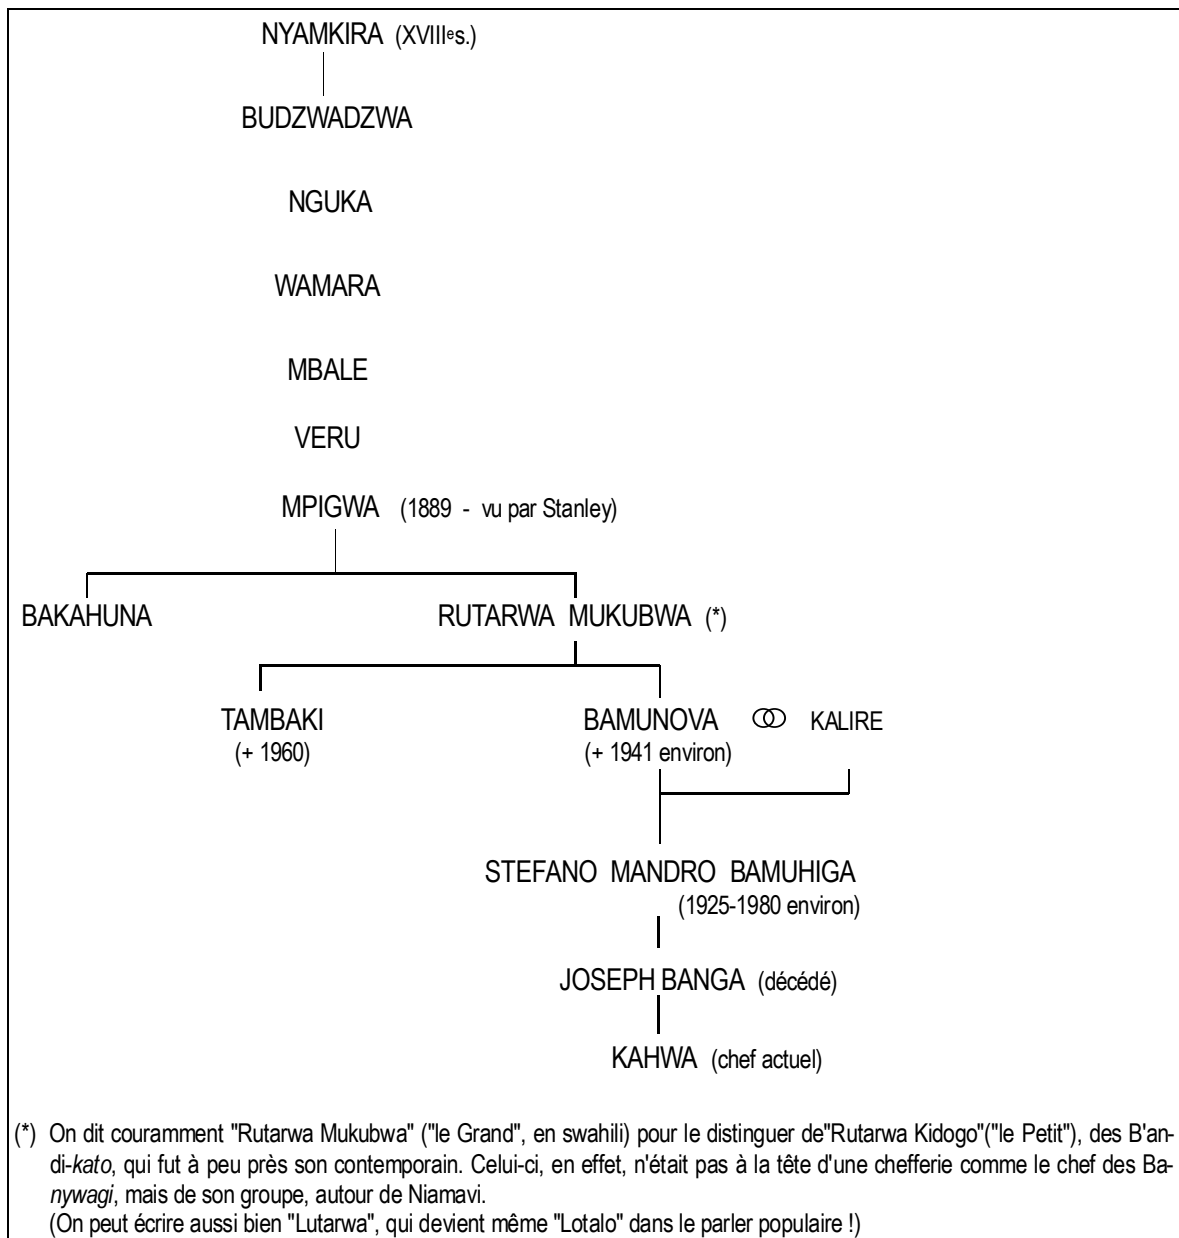 NYAMKIRA (XVIIIes.)
BUDZWADZWA
NGUKA
WAMARA
MBALE
VERU
MPIGWA (1889 - vu par Stanley)
BAKAHUNA RUTARWA MUKUBWA (*)
TAMBAKI BAMUNOVA KALIRE
(+ 1960) (+ 1941 environ)
STEFANO MANDRO BAMUHIGA
(1925-1980 environ)
JOSEPH BANGA (décédé)
KAHWA (chef actuel)
(*) On dit couramment "Rutarwa Mukubwa" ("le Grand", en swahili) pour le distinguer de"Rutarwa Kidogo"("le Petit"), des B'an-
di-kato, qui fut à peu près son contemporain. Celui-ci, en effet, n'était pas à la tête d'une chefferie comme le chef des Ba-
nywagi, mais de son groupe, autour de Niamavi.
(On peut écrire aussi bien "Lutarwa", qui devient même "Lotalo" dans le parler populaire !)